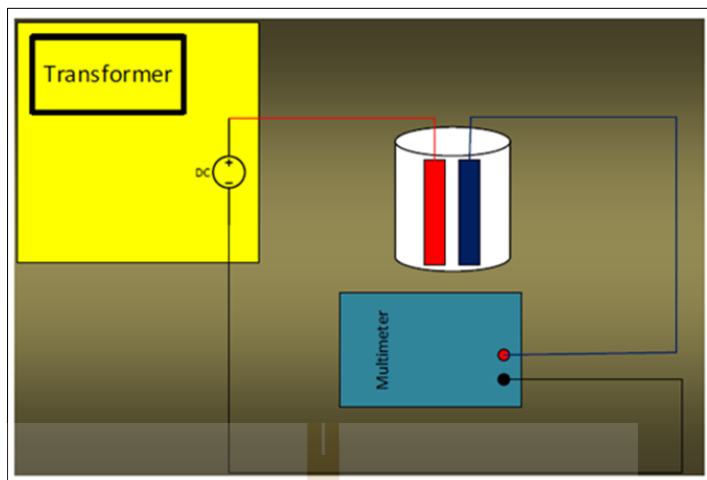 Transformer
DC
+
−
Multimeter